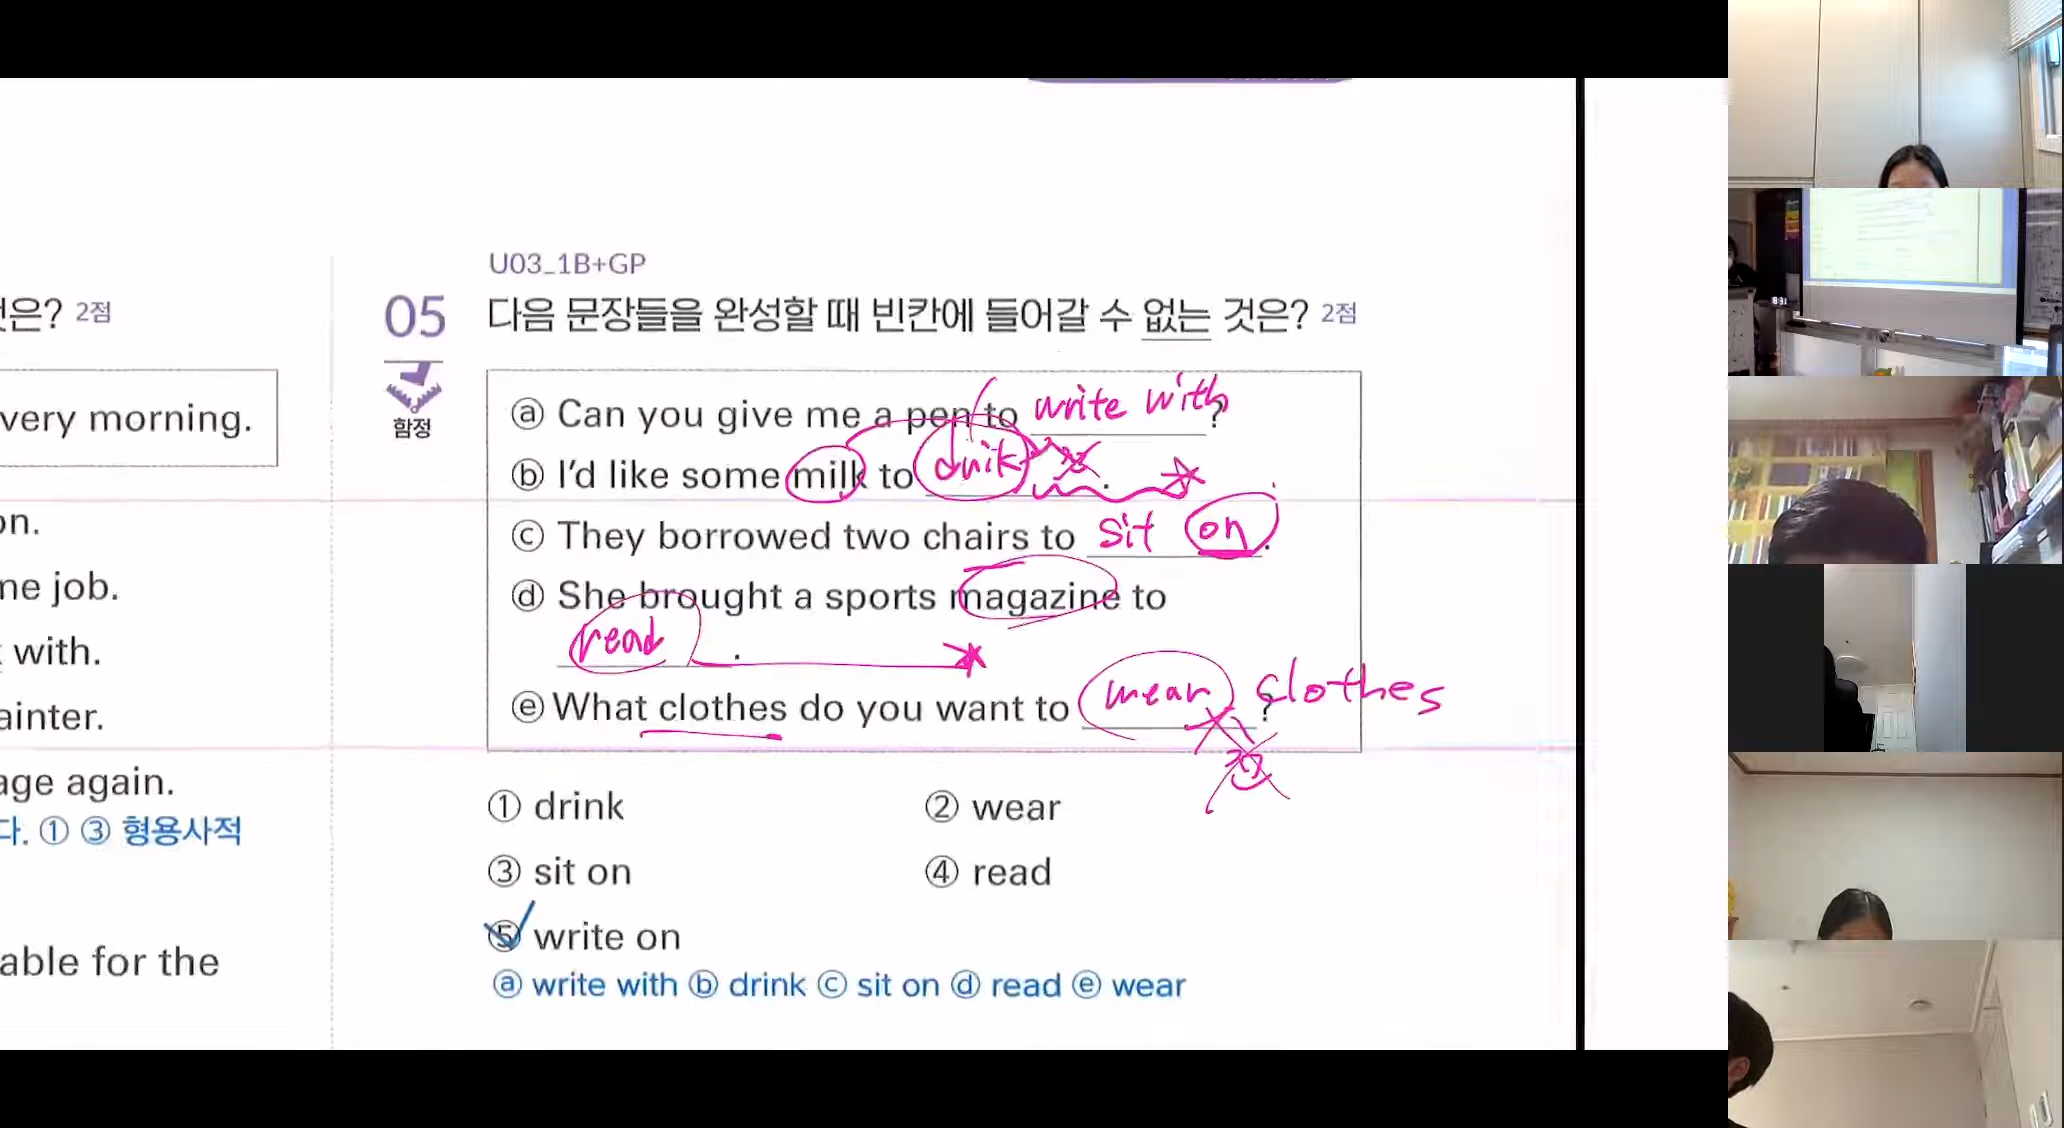 U03_1B+GP
것은? 2점
05 다음 문장들을 완성할 때 빈칸에 들어갈 수 없는 것은? 2점
함정
very morning.
on.
me job.
with.
ainter.
age again.
다. ① ③ 형용사적
able for the
ⓐ Can you give me a pen to write with ?
ⓑ I'd like some milk to dnik .
ⓒ They borrowed two chairs to sit on .
ⓓ She brought a sports magazine to
read .
ⓔ What clothes do you want to wear ? clothes
① drink ② wear
③ sit on ④ read
⑤ write on
ⓐ write with ⓑ drink ⓒ sit on ⓓ read ⓔ wear